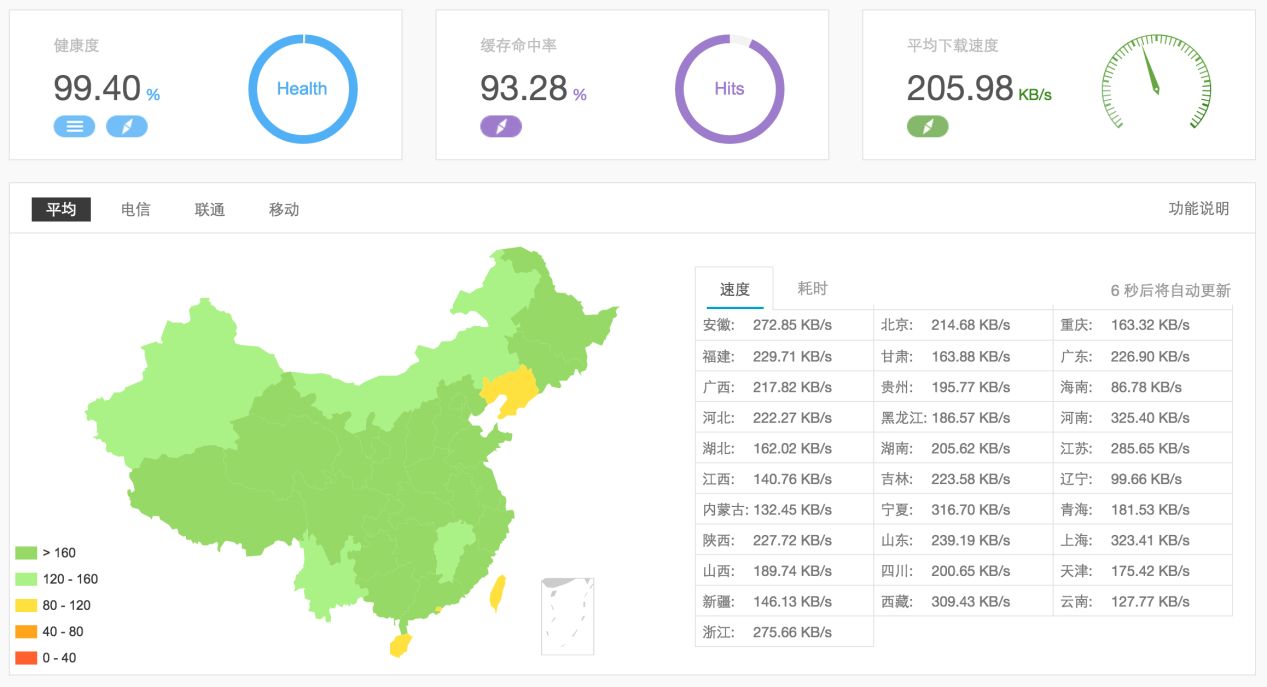 健康度
99.40 %
Health
缓存命中率
93.28 %
Hits
平均下载速度
205.98 KB/s
平均 电信 联通 移动 功能说明
速度 耗时 6 秒后将自动更新
安徽: 272.85 KB/s 北京: 214.68 KB/s 重庆: 163.32 KB/s
福建: 229.71 KB/s 甘肃: 163.88 KB/s 广东: 226.90 KB/s
广西: 217.82 KB/s 贵州: 195.77 KB/s 海南: 86.78 KB/s
河北: 222.27 KB/s 黑龙江: 186.57 KB/s 河南: 325.40 KB/s
湖北: 162.02 KB/s 湖南: 205.62 KB/s 江苏: 285.65 KB/s
江西: 140.76 KB/s 吉林: 223.58 KB/s 辽宁: 99.66 KB/s
内蒙古: 132.45 KB/s 宁夏: 316.70 KB/s 青海: 181.53 KB/s
陕西: 227.72 KB/s 山东: 239.19 KB/s 上海: 323.41 KB/s
山西: 189.74 KB/s 四川: 200.65 KB/s 天津: 175.42 KB/s
新疆: 146.13 KB/s 西藏: 309.43 KB/s 云南: 127.77 KB/s
浙江: 275.66 KB/s
> 160
120 - 160
80 - 120
40 - 80
0 - 40